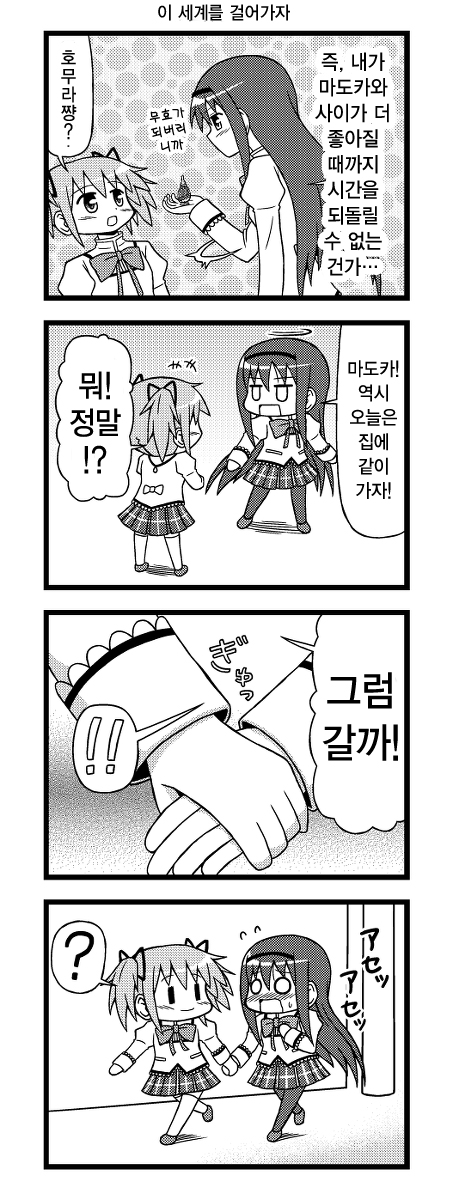 이 세계를 걸어가자
즉, 내가
마도카와
사이가 더
좋아질
때까지
시간을
되돌릴
수 없는
건가…
무효가
되버리
니까
호무라쨩?
마도카!
역시
오늘은
집에
같이
가자!
뭐!
정말
!?
그럼
갈까!
ぎゅっ
!!
アセッ
アセッ
?